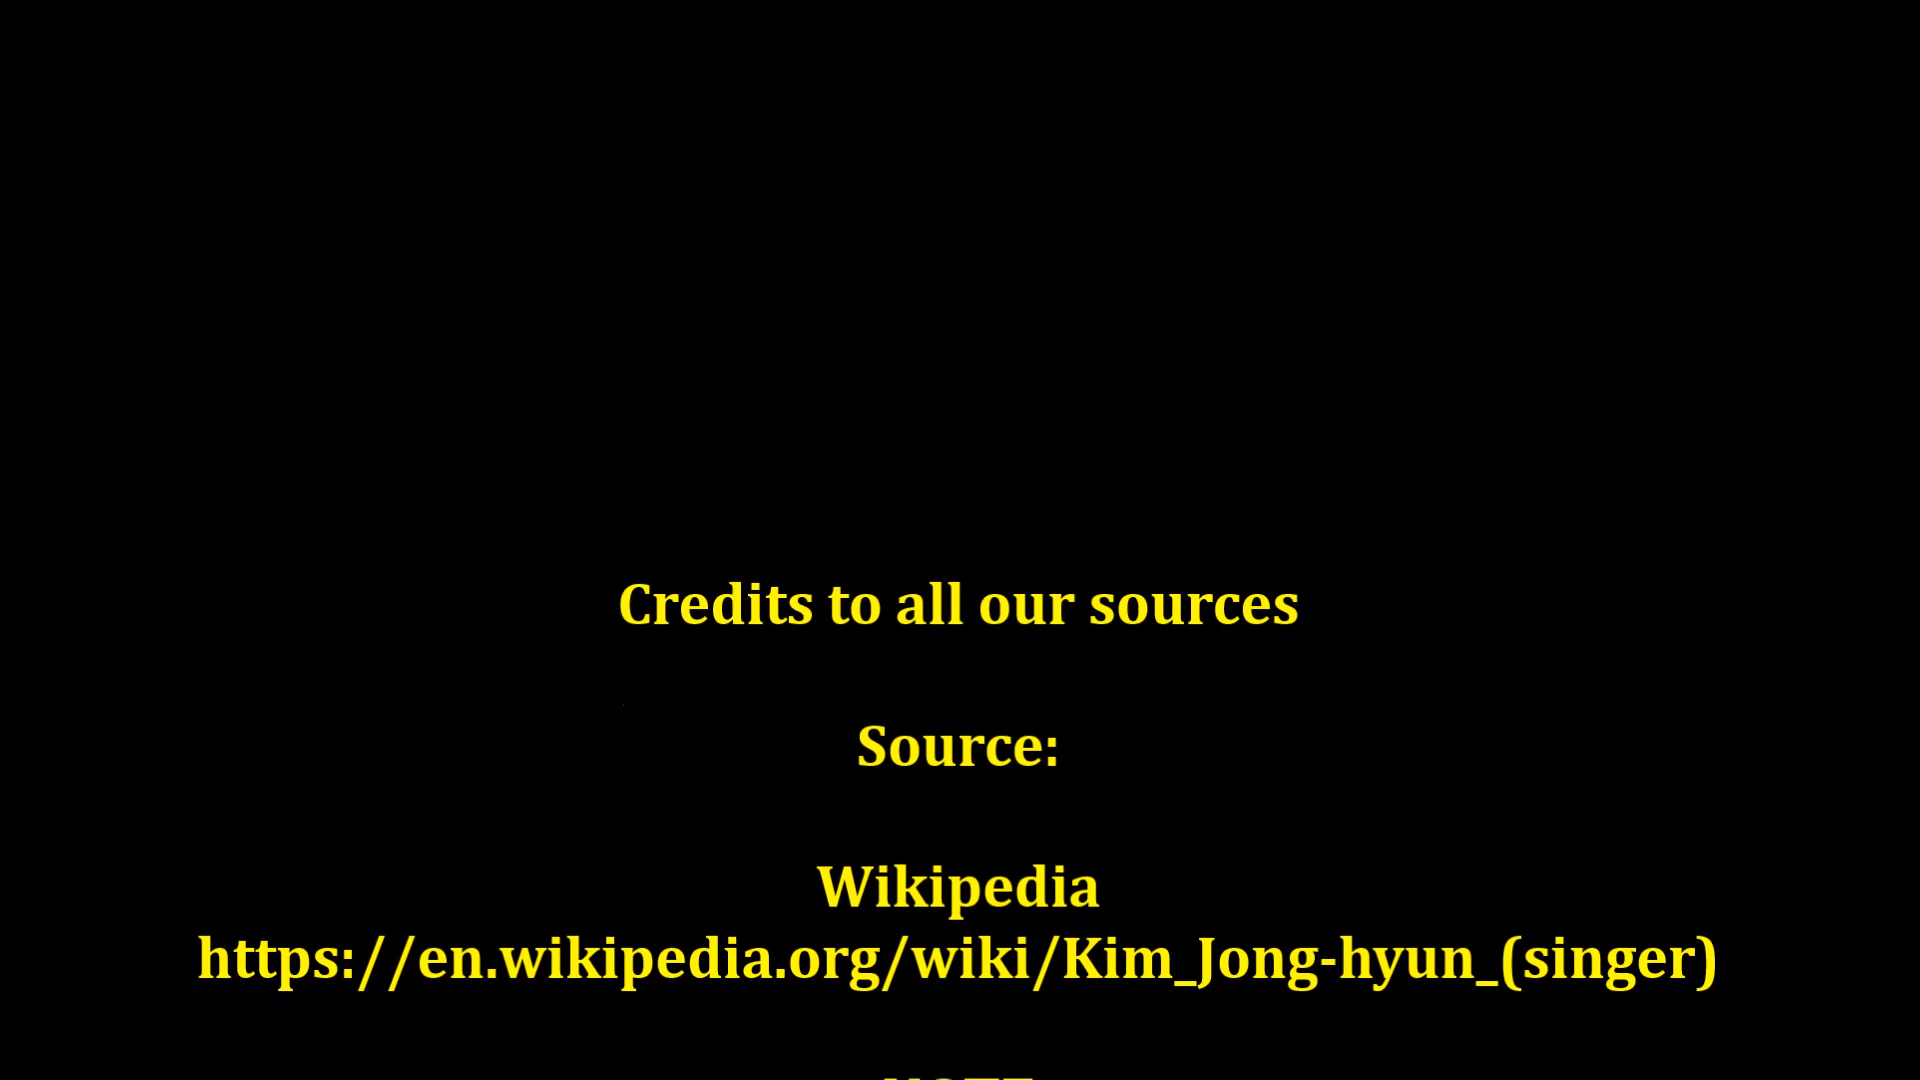 Credits to all our sources
Source:
Wikipedia
https://en.wikipedia.org/wiki/Kim_Jong-hyun_(singer)